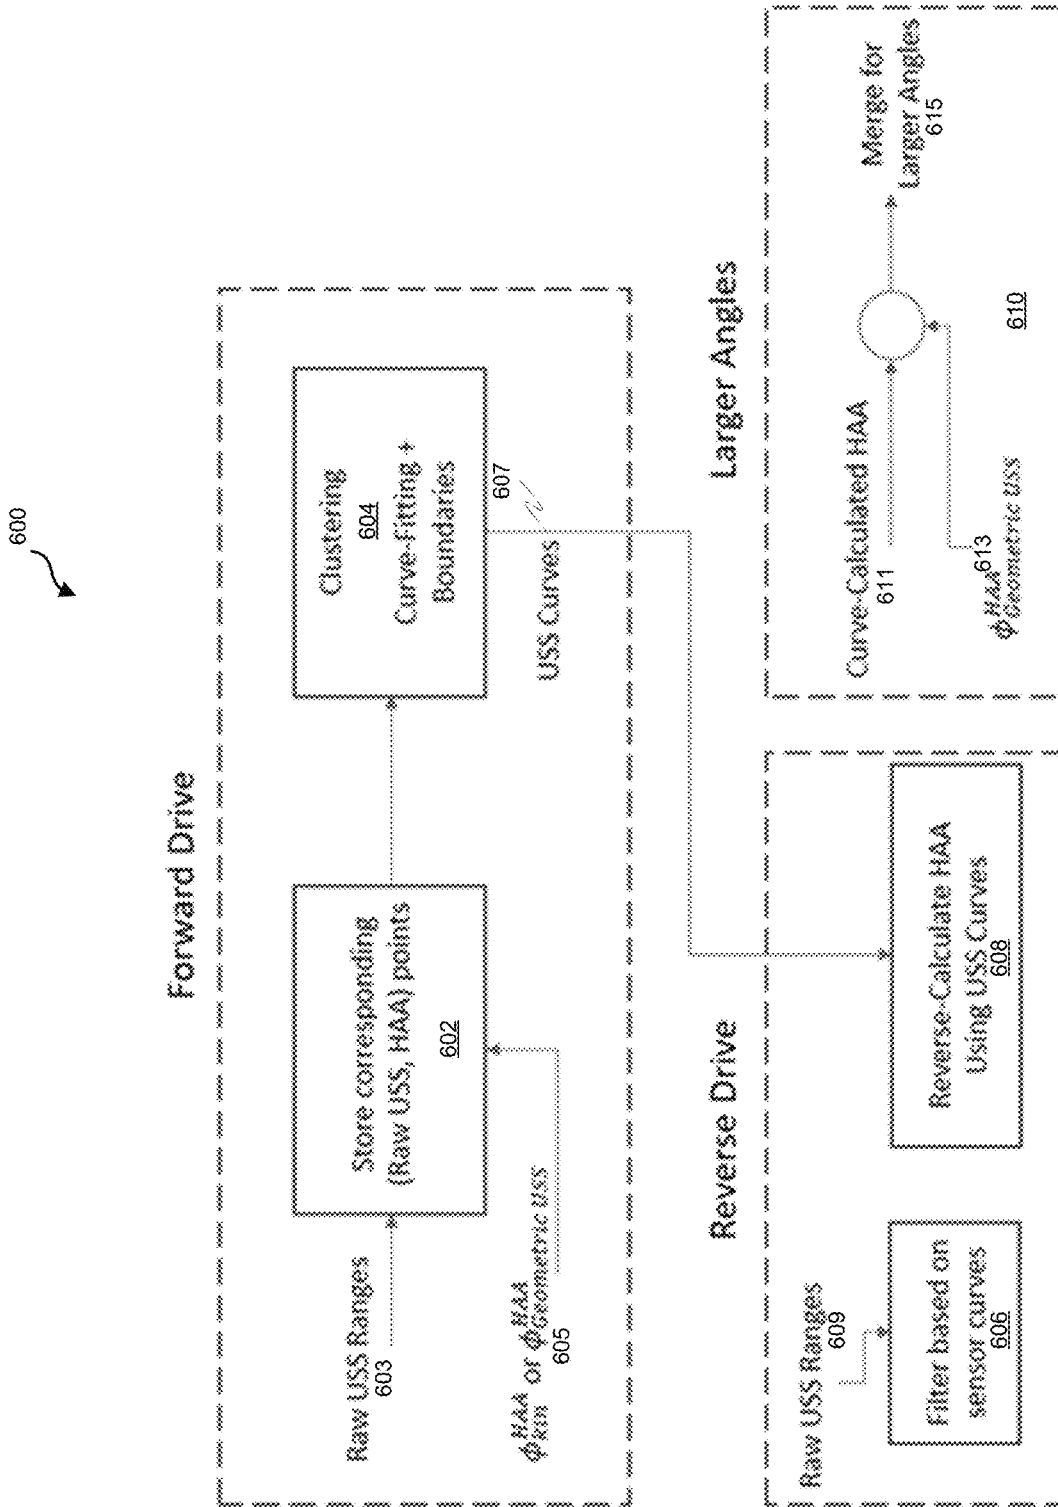 600
Forward Drive
Raw USS Ranges
603
ϕ^HAA_kin or ϕ^HAA_Geometric USS
605
Store corresponding
(Raw USS, HAA) points
602
Clustering
604
Curve-Fitting +
Boundaries
607
USS Curves
Reverse Drive
Raw USS Ranges
609
Filter based on
sensor curves
606
Reverse-Calculate HAA
Using USS Curves
608
Larger Angles
Curve-Calculated HAA
611
613
ϕ^HAA_Geometric USS
Merge for
Larger Angles
615
610